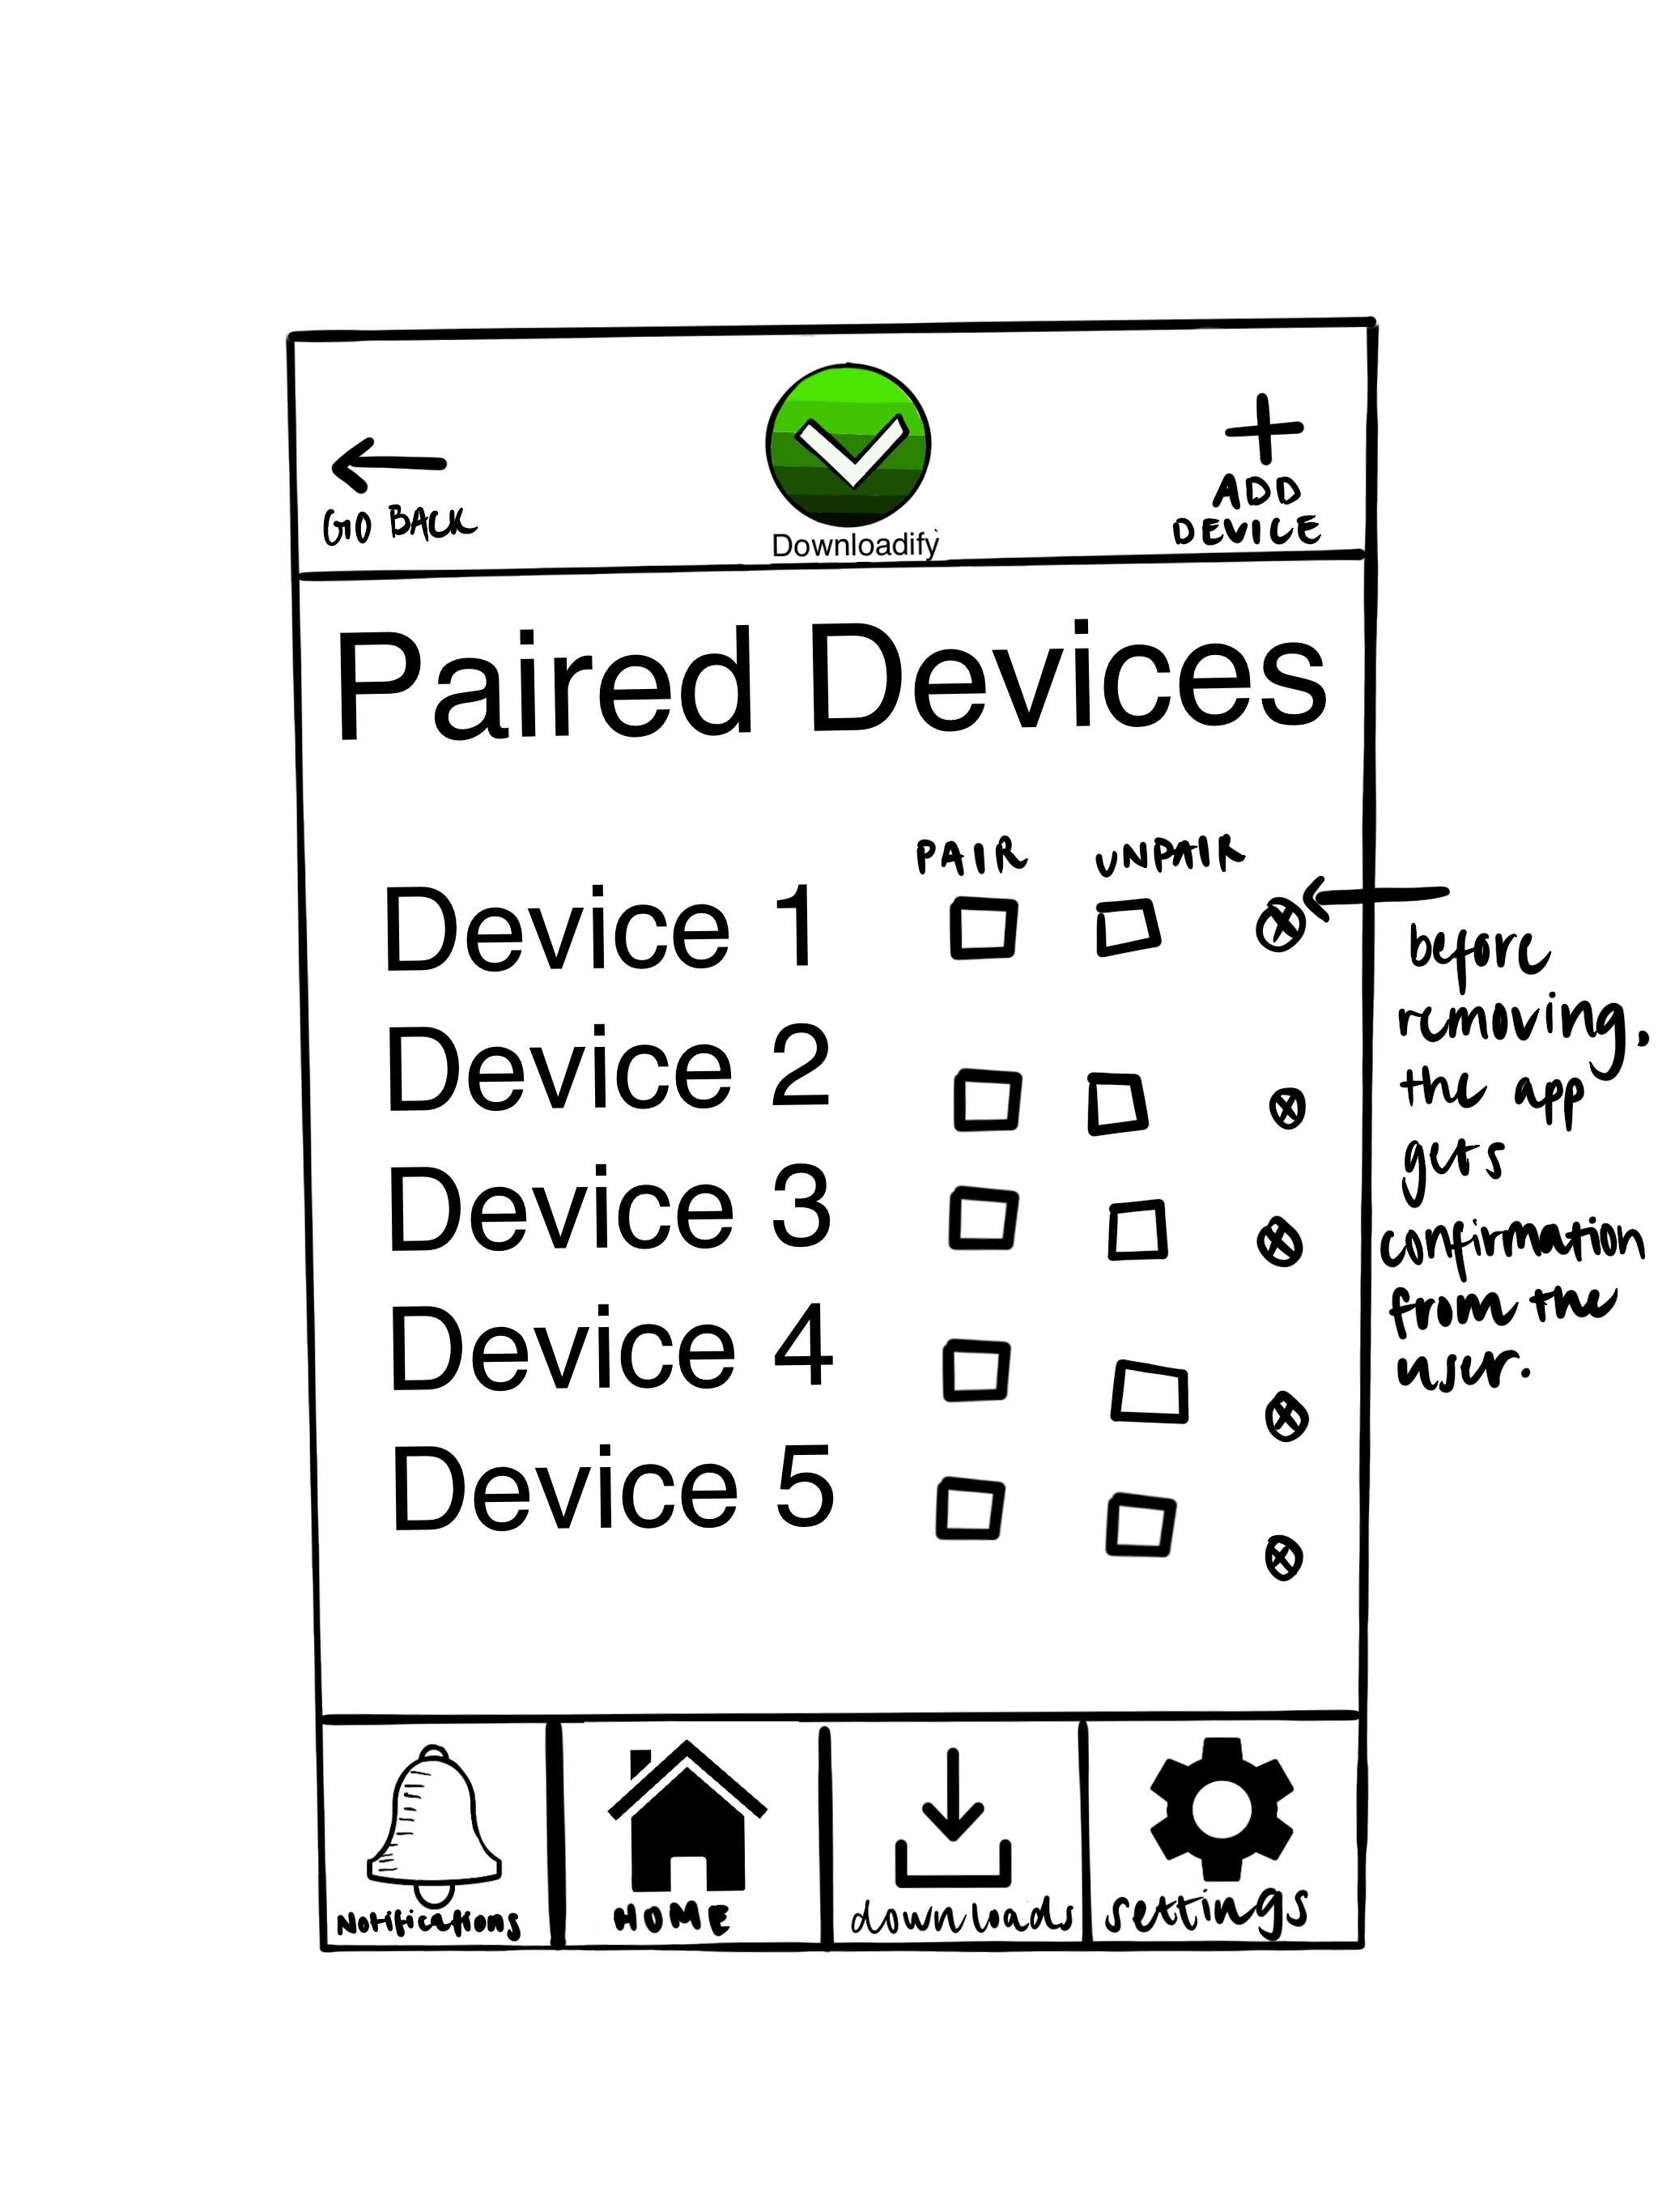 GO BACK
Downloadify
ADD
DEVICE
Paired Devices
PAIR UNPAIR
Device 1
Device 2
Device 3
Device 4
Device 5
before
removing,
the app
gets
confirmation
from the
user.
Notifications
HOME
downloads
settings